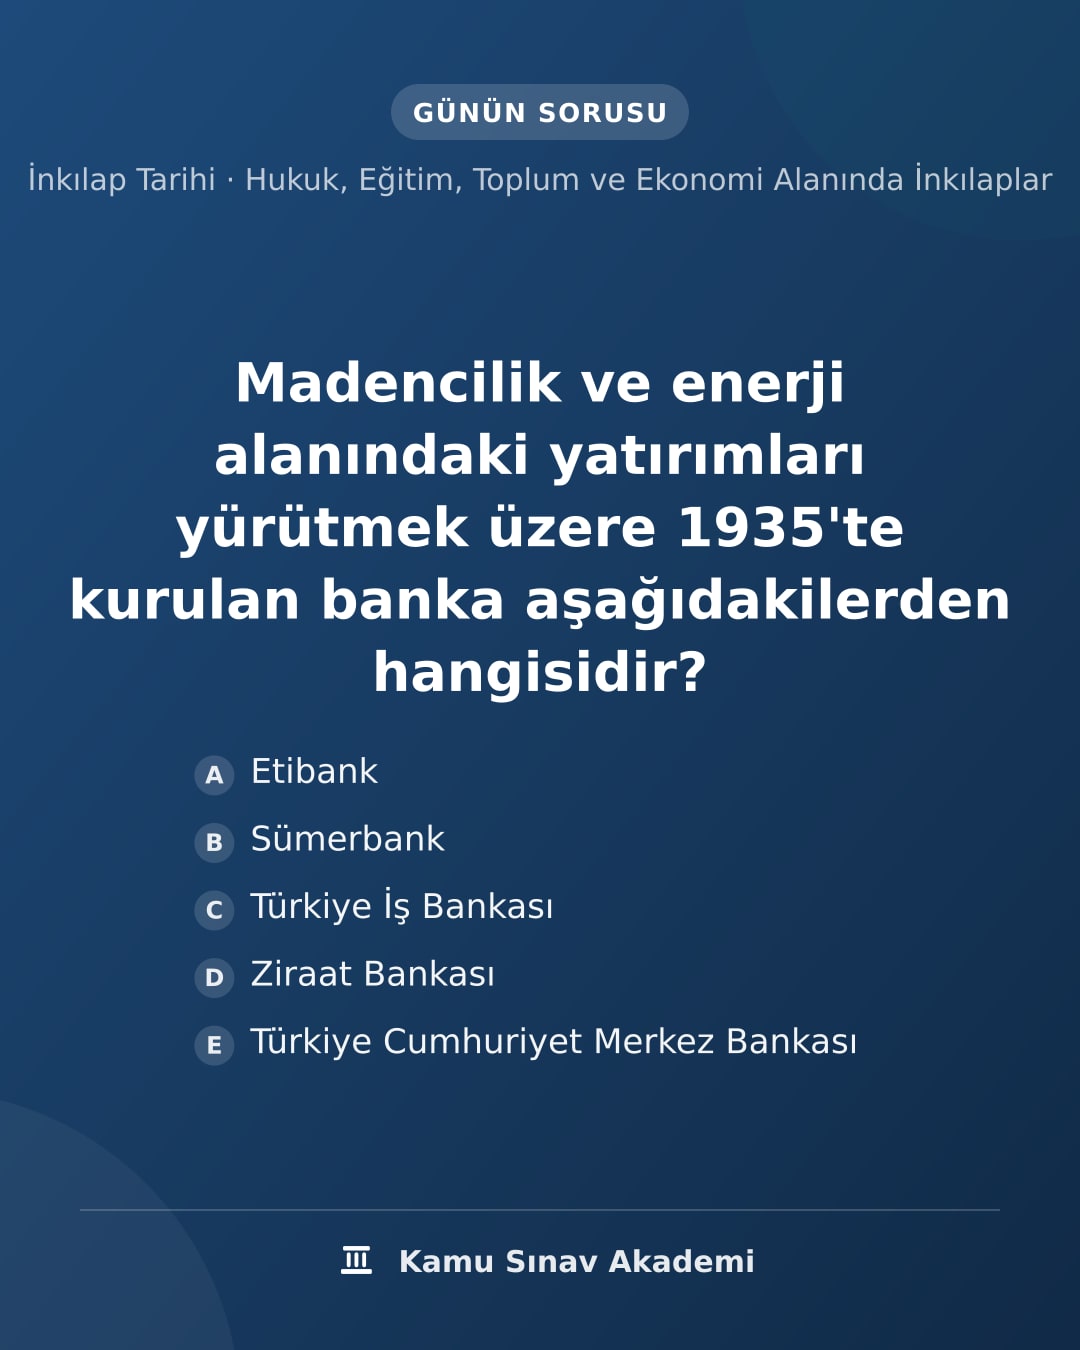 GÜNÜN SORUSU
İnkılap Tarihi · Hukuk, Eğitim, Toplum ve Ekonomi Alanında İnkılaplar
Madencilik ve enerji
alanındaki yatırımları
yürütmek üzere 1935'te
kurulan banka aşağıdakilerden
hangisidir?
A Etibank
B Sümerbank
C Türkiye İş Bankası
D Ziraat Bankası
E Türkiye Cumhuriyet Merkez Bankası
Kamu Sınav Akademi